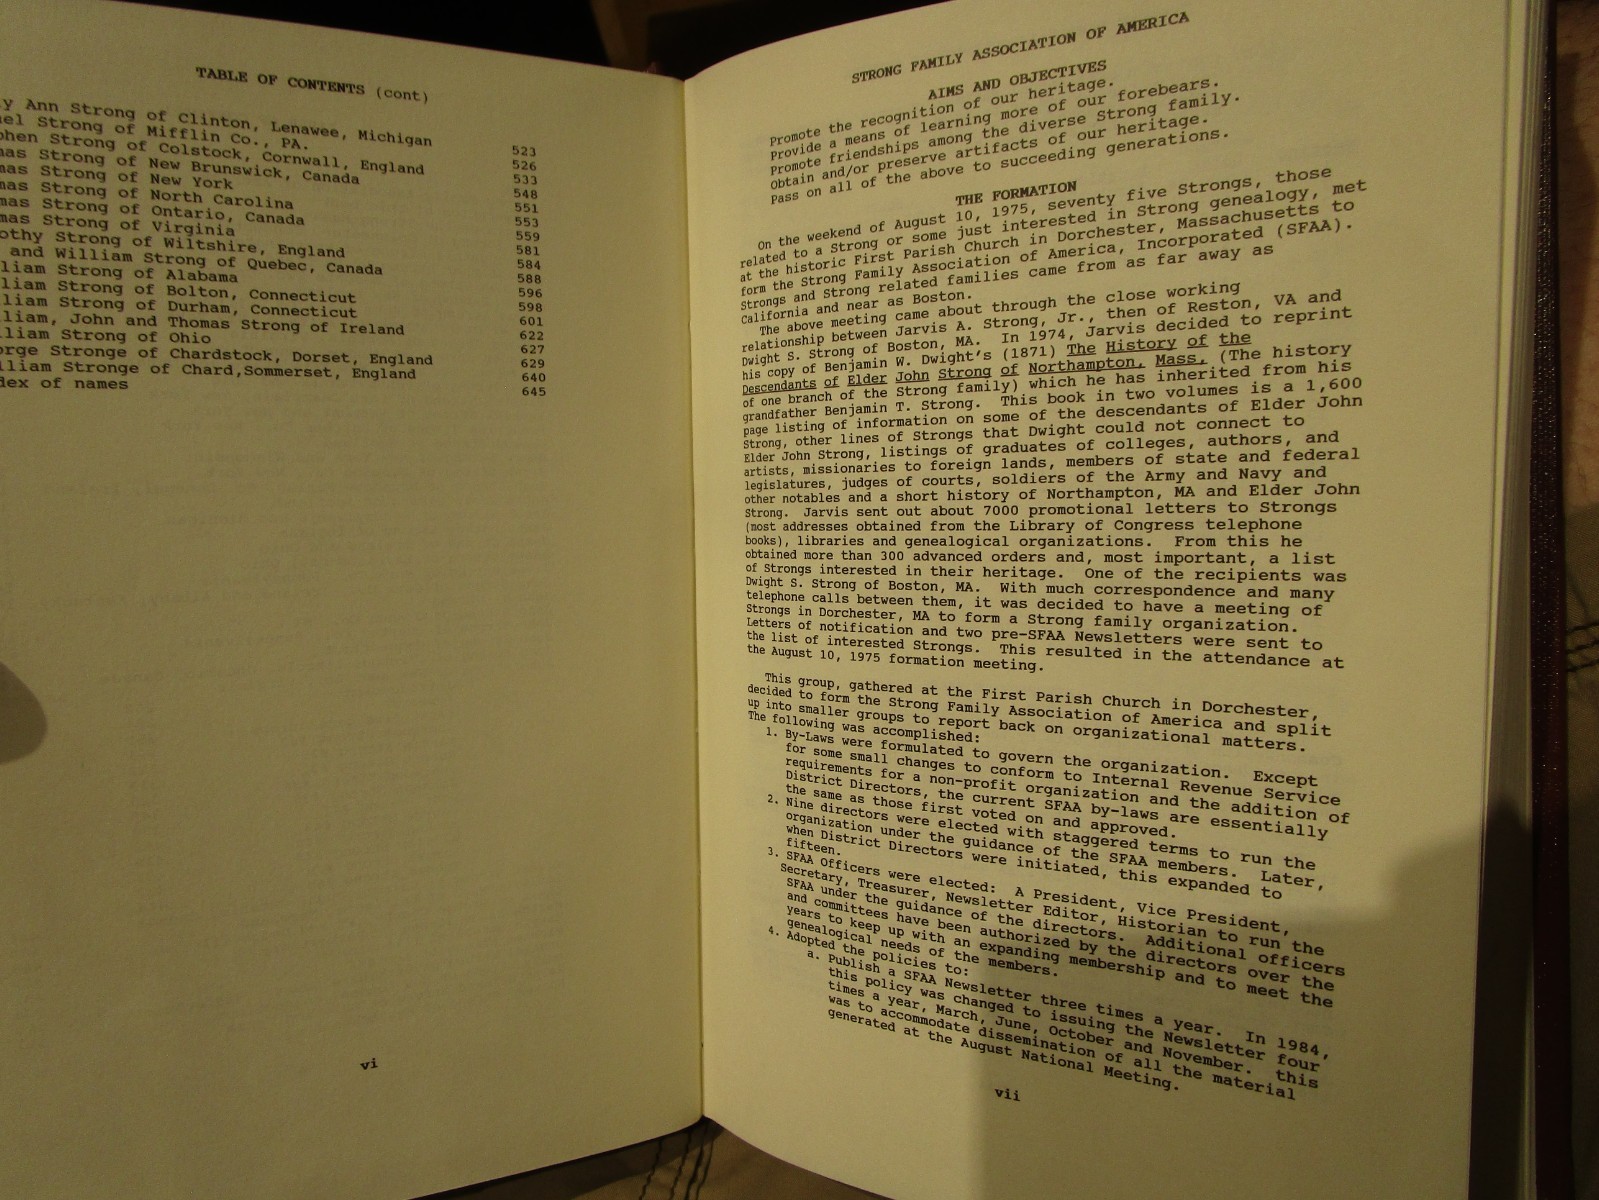 TABLE OF CONTENTS (cont)
y Ann Strong of Clinton, Lenawee, Michigan 523
el Strong of Mifflin Co., PA. 526
phen Strong of Colstock, Cornwall, England 533
mas Strong of New Brunswick, Canada 548
mas Strong of New York 551
mas Strong of North Carolina 553
mas Strong of Ontario, Canada 559
mas Strong of Virginia 581
othy Strong of Wiltshire, England 584
and William Strong of Quebec, Canada 588
liam Strong of Alabama 596
liam Strong of Bolton, Connecticut 598
liam Strong of Durham, Connecticut 601
liam, John and Thomas Strong of Ireland 622
lliam Strong of Ohio 627
orge Stronge of Chardstock, Dorset, England 629
lliam Stronge of Chard,Sommerset, England 640
dex of names 645
vi
STRONG FAMILY ASSOCIATION OF AMERICA
AIMS AND OBJECTIVES
Promote the recognition of our heritage.
Provide a means of learning more of our forebears.
Promote friendships among the diverse Strong family.
Obtain and/or preserve artifacts of our heritage.
Pass on all of the above to succeeding generations.
THE FORMATION
On the weekend of August 10, 1975, seventy five Strongs, those
related to a Strong or some just interested in Strong genealogy, met
at the historic First Parish Church in Dorchester, Massachusetts to
form the Strong Family Association of America, Incorporated (SFAA).
Strongs and Strong related families came from as far away as
California and near as Boston.
The above meeting came about through the close working
relationship between Jarvis A. Strong, Jr., then of Reston, VA and
Dwight S. Strong of Boston, MA. In 1974, Jarvis decided to reprint
his copy of Benjamin W. Dwight's (1871) The History of the
Descendants of Elder John Strong of Northampton, Mass. (The history
of one branch of the Strong family) which he has inherited from his
grandfather Benjamin T. Strong. This book in two volumes is a 1,600
page listing of information on some of the descendants of Elder John
Strong, other lines of Strongs that Dwight could not connect to
Elder John Strong, listings of graduates of colleges, authors, and
artists, missionaries to foreign lands, members of state and federal
legislatures, judges of courts, soldiers of the Army and Navy and
other notables and a short history of Northampton, MA and Elder John
Strong. Jarvis sent out about 7000 promotional letters to Strongs
(most addresses obtained from the Library of Congress telephone
books), libraries and genealogical organizations. From this he
obtained more than 300 advanced orders and, most important, a list
of Strongs interested in their heritage. One of the recipients was
Dwight S. Strong of Boston, MA. With much correspondence and many
telephone calls between them, it was decided to have a meeting of
Strongs in Dorchester, MA to form a Strong family organization.
Letters of notification and two pre-SFAA Newsletters were sent to
the list of interested Strongs. This resulted in the attendance at
the August 10, 1975 formation meeting.
This group, gathered at the First Parish Church in Dorchester,
decided to form the Strong Family Association of America and split
up into smaller groups to report back on organizational matters.
The following was accomplished:
1. By-Laws were formulated to govern the organization. Except
for some small changes to conform to Internal Revenue Service
requirements for a non-profit organization and the addition of
District Directors, the current SFAA by-laws are essentially
the same as those first voted on and approved.
2. Nine directors were elected with staggered terms to run the
organization under the guidance of the SFAA members. Later,
when District Directors were initiated, this expanded to
fifteen.
3. SFAA Officers were elected: A President, Vice President,
Secretary, Treasurer, Newsletter Editor, Historian to run the
SFAA under the guidance of the directors. Additional officers
and committees have been authorized by the directors over the
years to keep up with an expanding membership and to meet the
genealogical needs of the members.
4. Adopted the policies to:
a. Publish a SFAA Newsletter three times a year. In 1984,
this policy was changed to issuing the Newsletter four
times a year, March, June, October and November. this
was to accommodate dissemination of all the material
generated at the August National Meeting.
vii